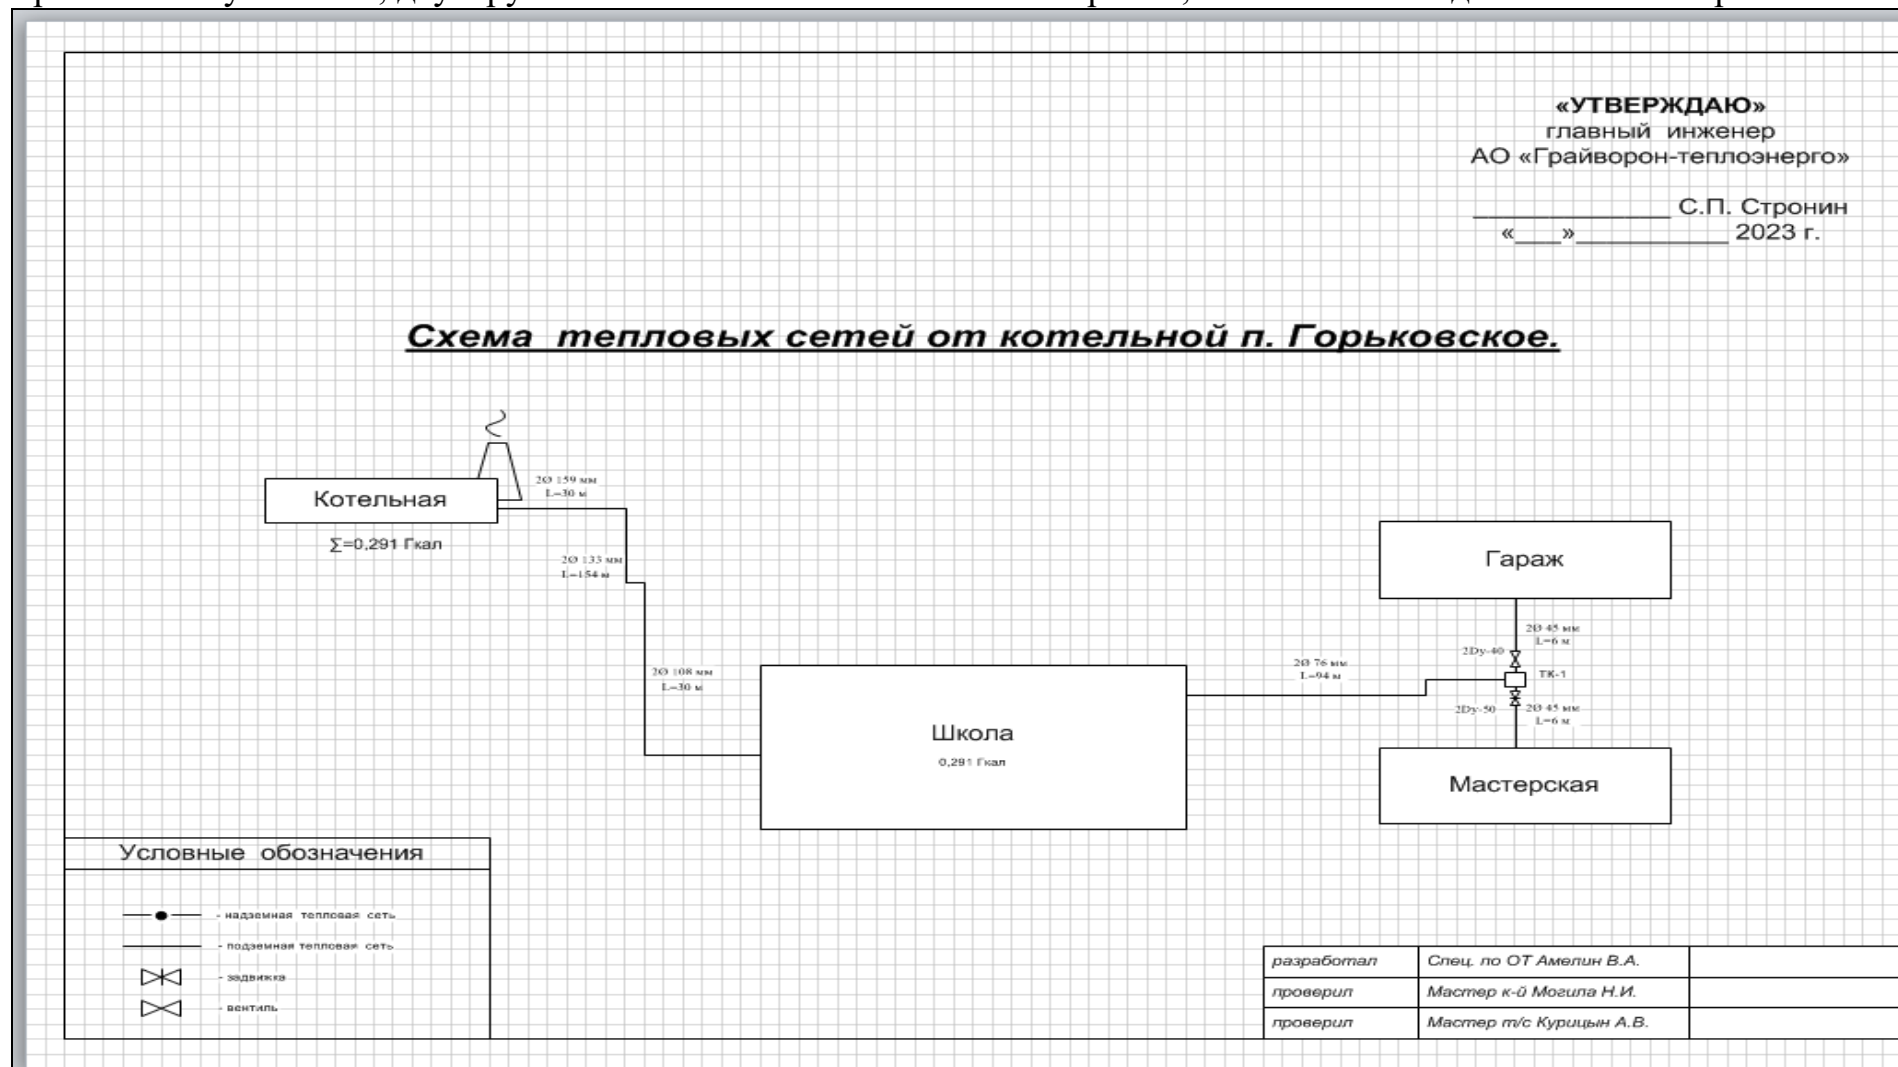 «УТВЕРЖДАЮ»
главный инженер
АО «Грайворон-теплоэнерго»
С.П. Стронин
«___»__________ 2023 г.
Схема тепловых сетей от котельной п. Горьковское.
Котельная
∑=0,291 Гкал
2Ø 159 мм
L=30 м
2Ø 133 мм
L=154 м
2Ø 108 мм
L=30 м
Школа
0,291 Гкал
2Ø 76 мм
L=94 м
Гараж
2Ø 45 мм
L=6 м
2Dy-40
ТК-1
2Dy-50
2Ø 45 мм
L=6 м
Мастерская
Условные обозначения
- надземная тепловая сеть
- подземная тепловая сеть
- задвижка
- вентиль
разработал Спец. по ОТ Амелин В.А.
проверил Мастер к-й Могила Н.И.
проверил Мастер т/с Курицын А.В.